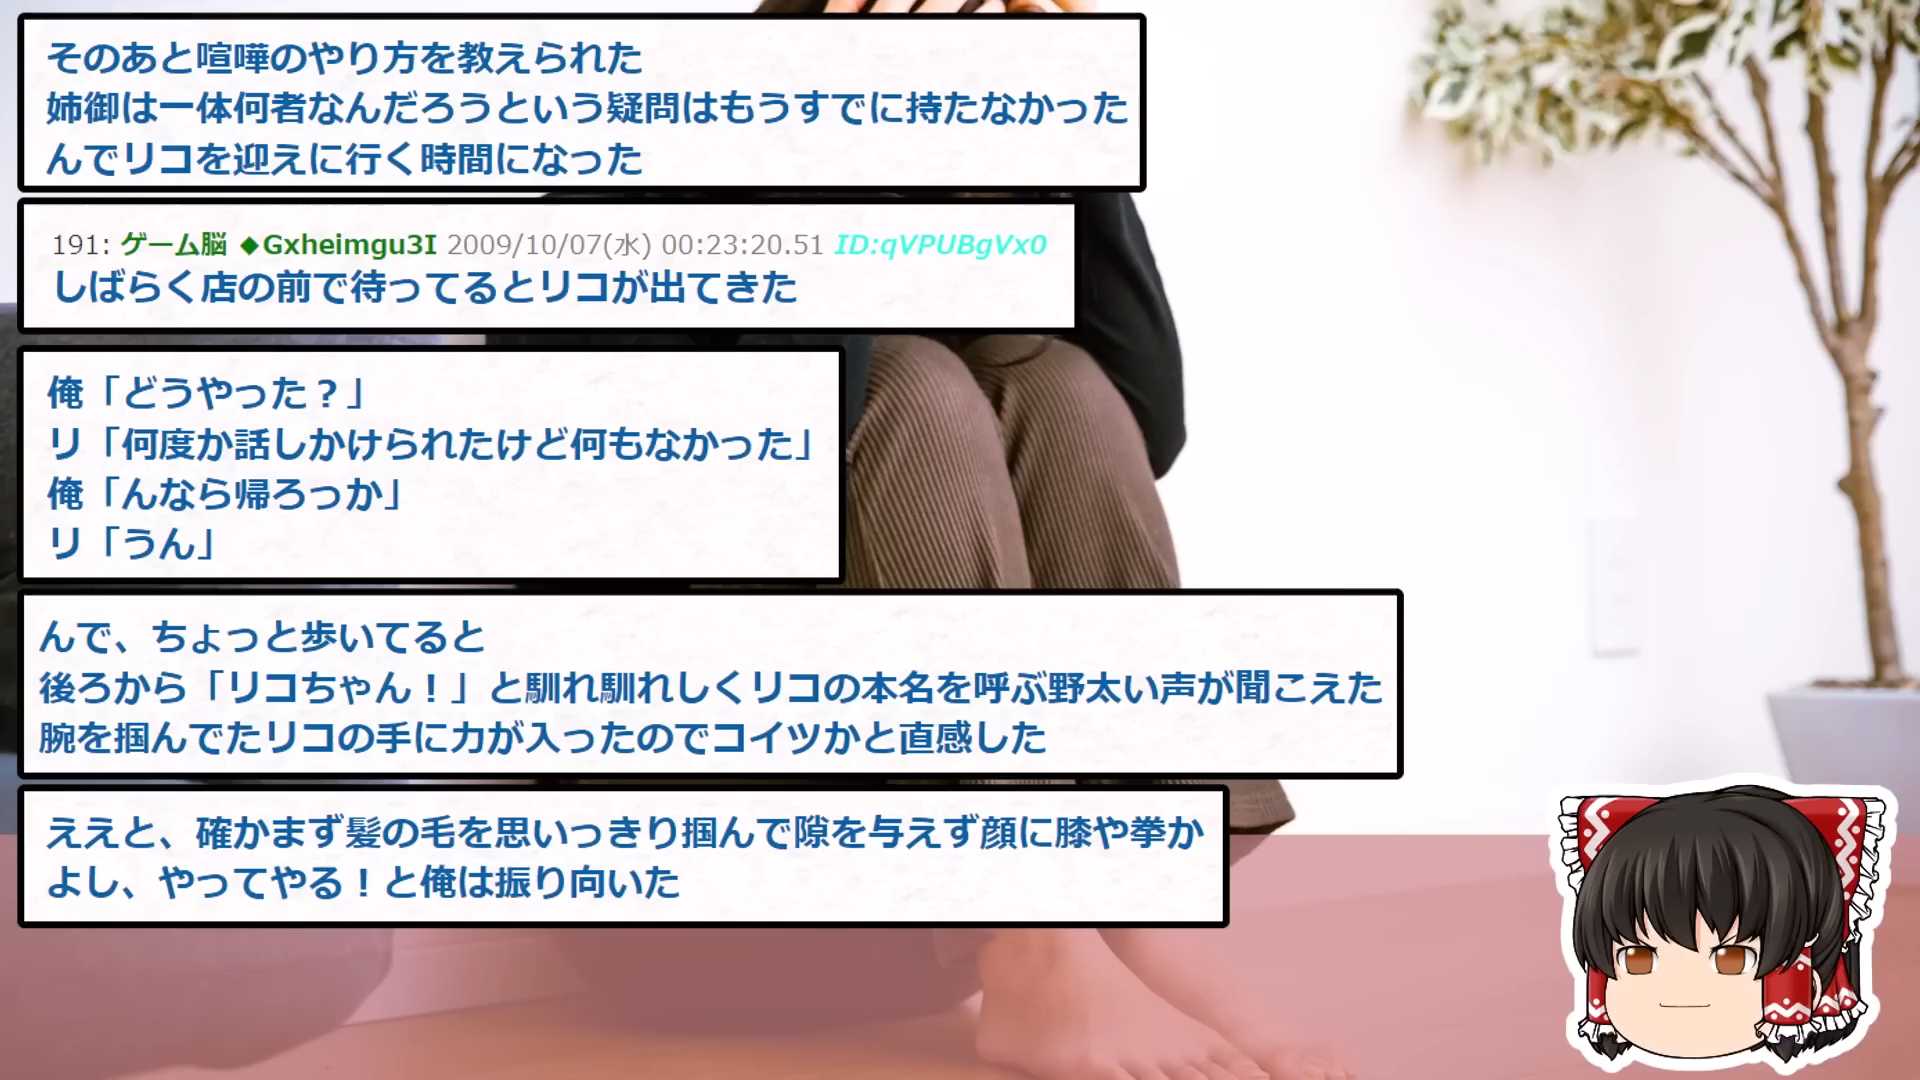 そのあと喧嘩のやり方を教えられた
姉御は一体何者なんだろうという疑問はもうすでに持たなかった
んでリコを迎えに行く時間になった
191: ゲーム脳 ◆Gxheimgu3I 2009/10/07(水) 00:23:20.51 ID:qVPUBgVx0
しばらく店の前で待ってるとリコが出てきた
俺「どうやった？」
リ「何度か話しかけられたけど何もなかった」
俺「んなら帰ろっか」
リ「うん」
んで、ちょっと歩いてると
後ろから「リコちゃん！」と馴れ馴れしくリコの本名を呼ぶ野太い声が聞こえた
腕を掴んでたリコの手に力が入ったのでコイツかと直感した
ええと、確かまず髪の毛を思いっきり掴んで隙を与えず顔に膝や拳か
よし、やってやる！と俺は振り向いた